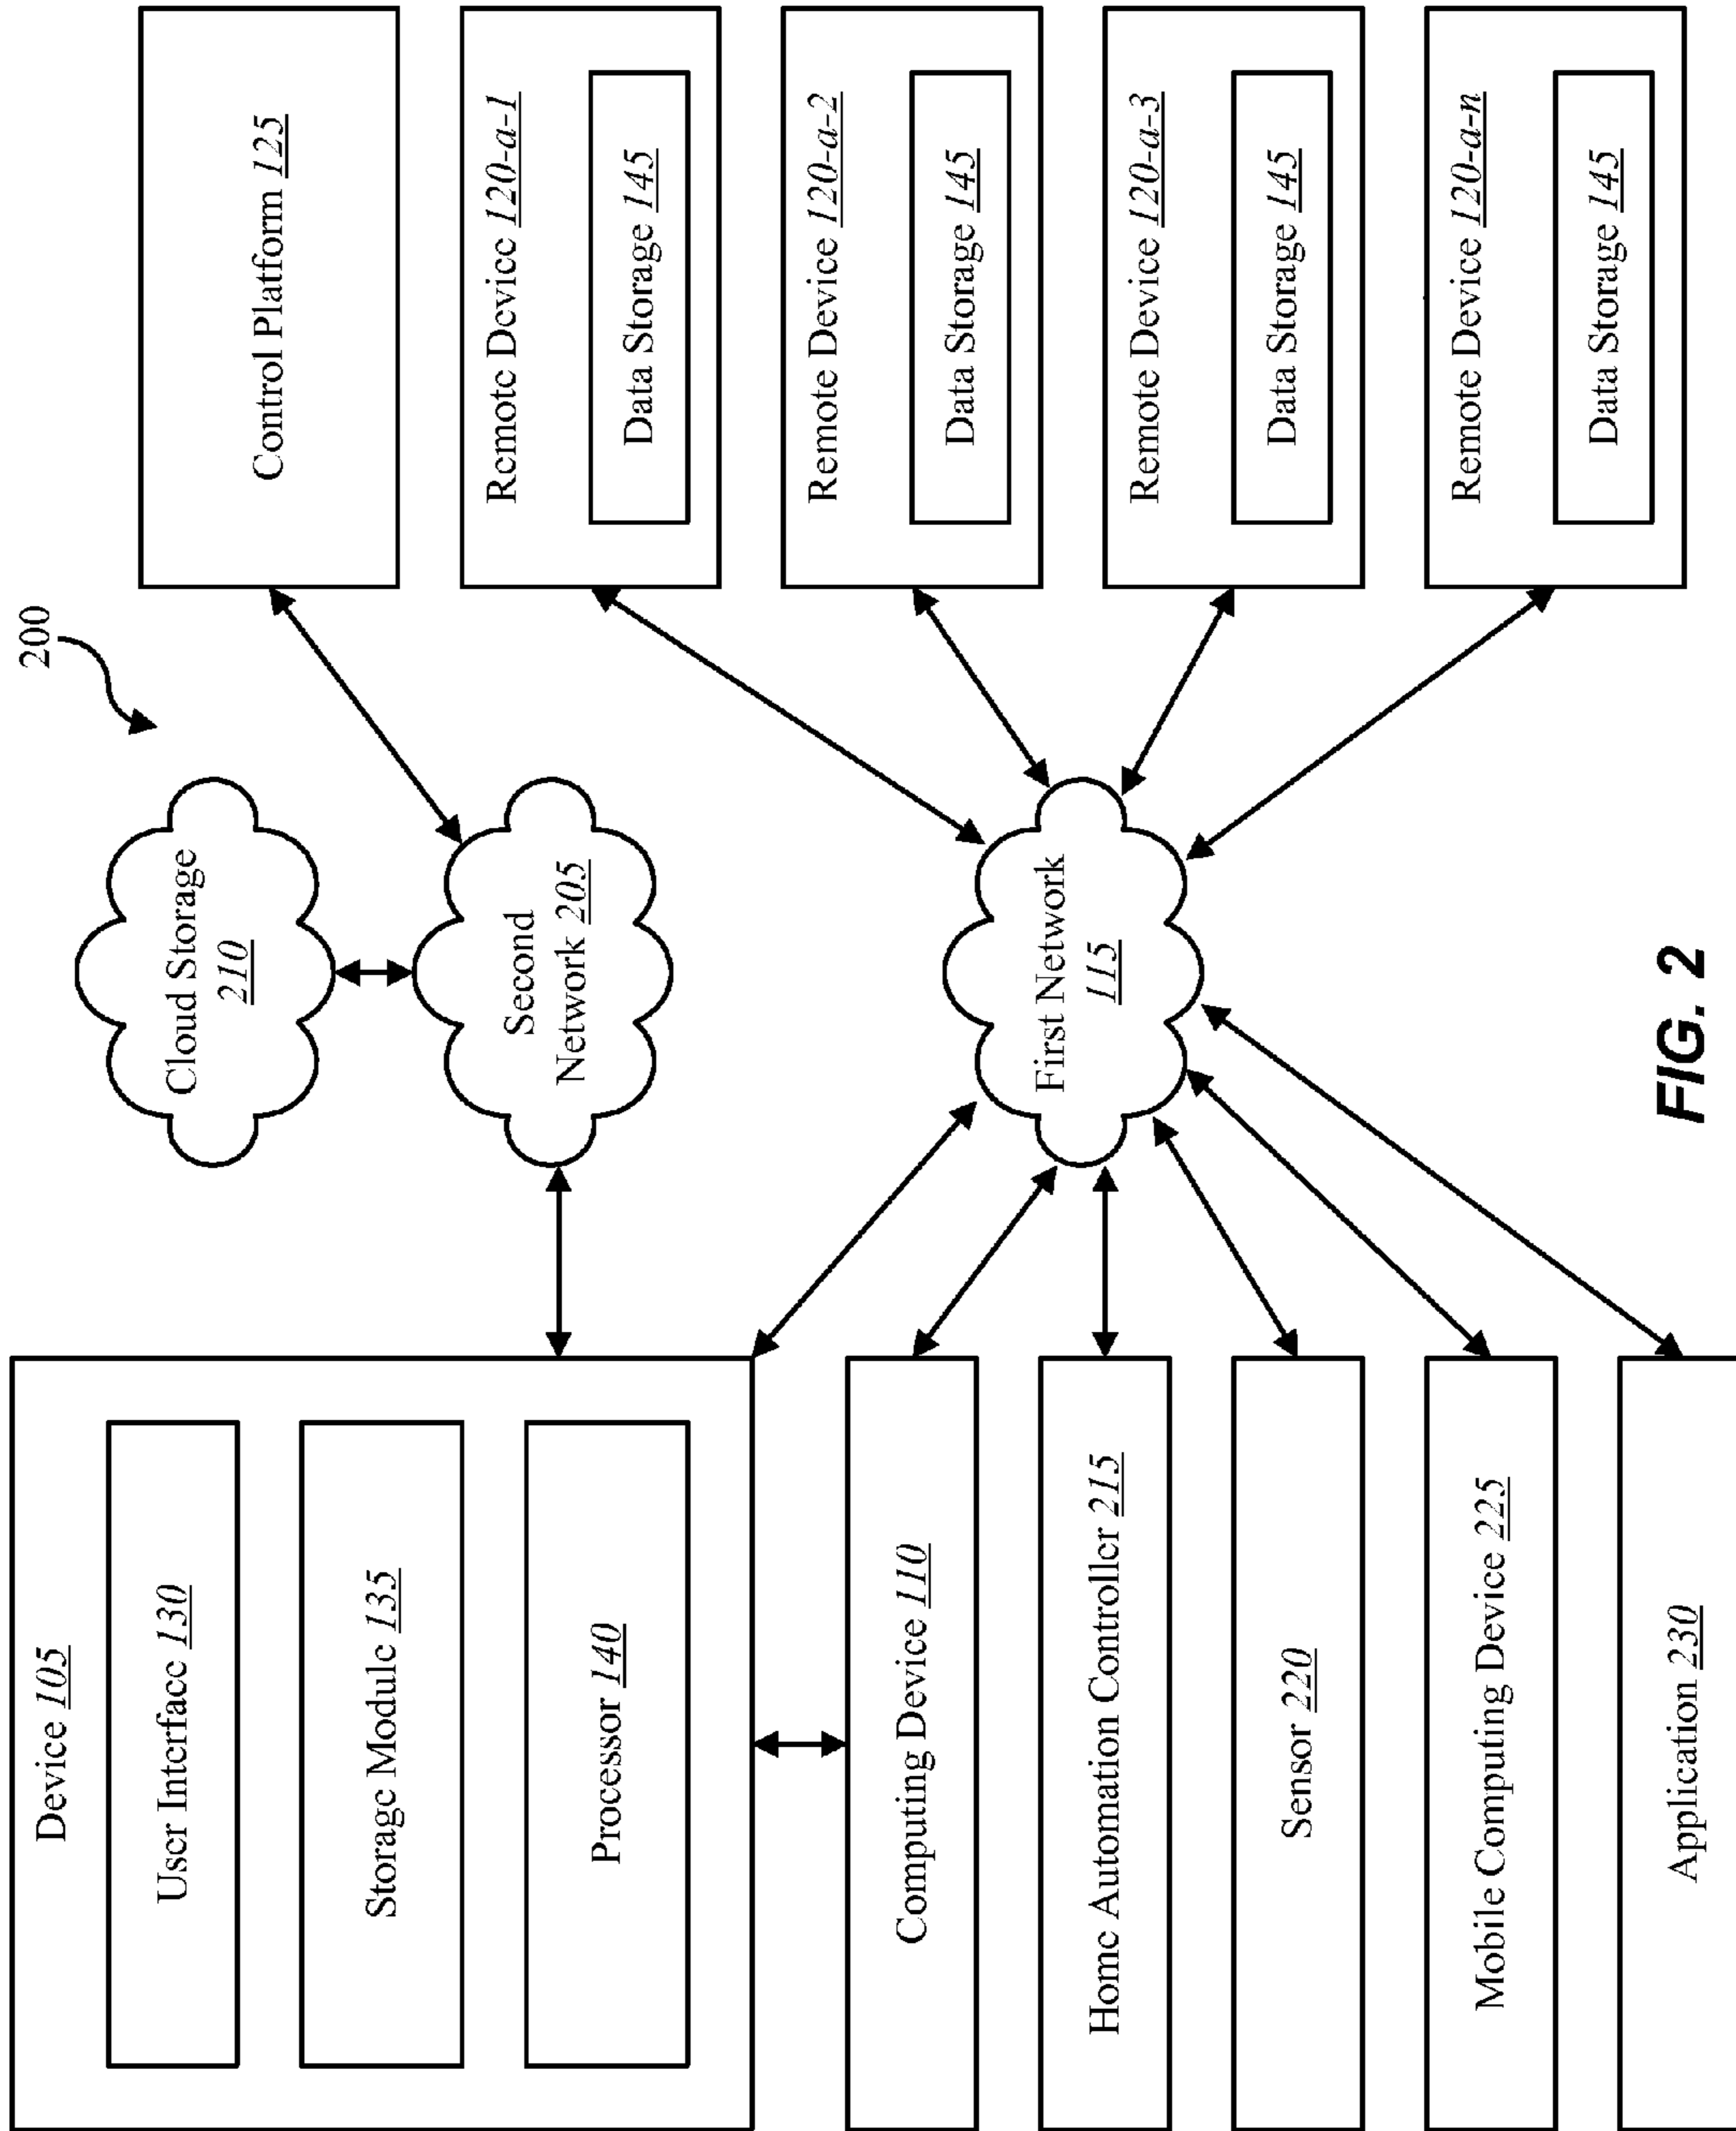 200
Device 105
User Interface 130
Storage Module 135
Processor 140
Computing Device 110
Home Automation Controller 215
Sensor 220
Mobile Computing Device 225
Application 230
Cloud Storage
210
Second
Network 205
First Network
115
Control Platform 125
Remote Device 120-a-1
Data Storage 145
Remote Device 120-a-2
Data Storage 145
Remote Device 120-a-3
Data Storage 145
Remote Device 120-a-n
Data Storage 145
FIG. 2